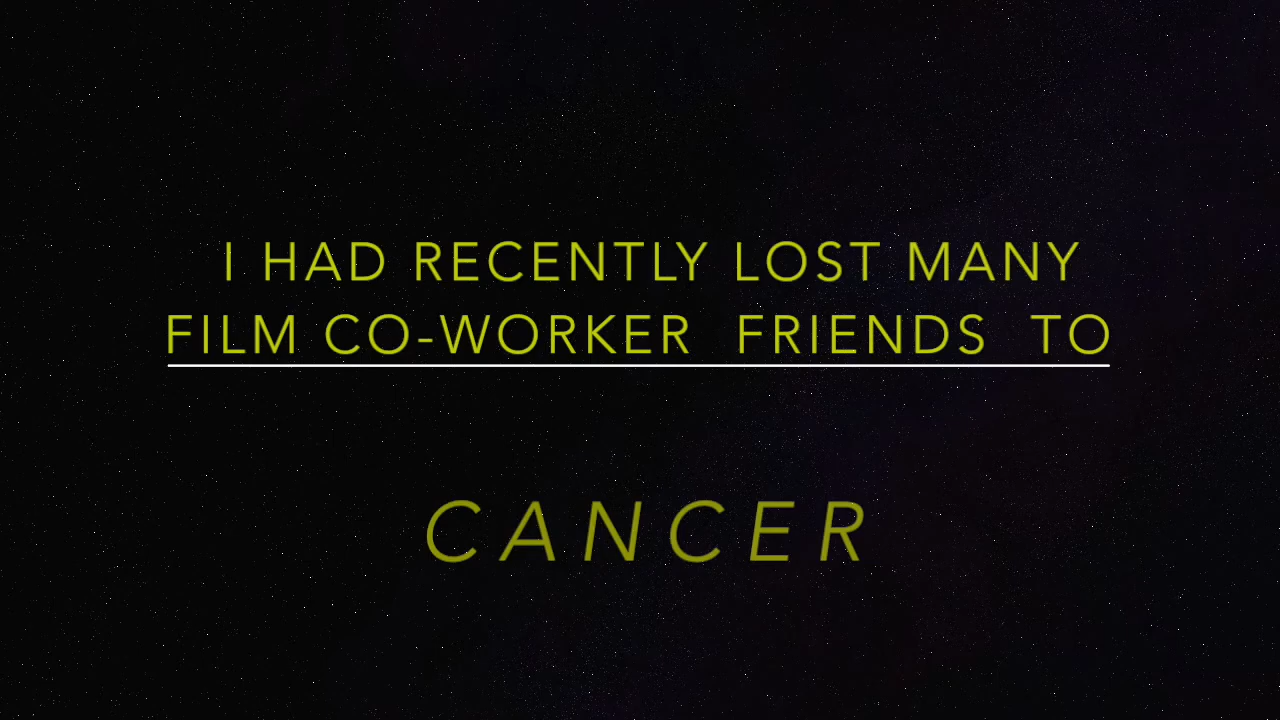 I HAD RECENTLY LOST MANY
FILM CO-WORKER  FRIENDS  TO
CANCER